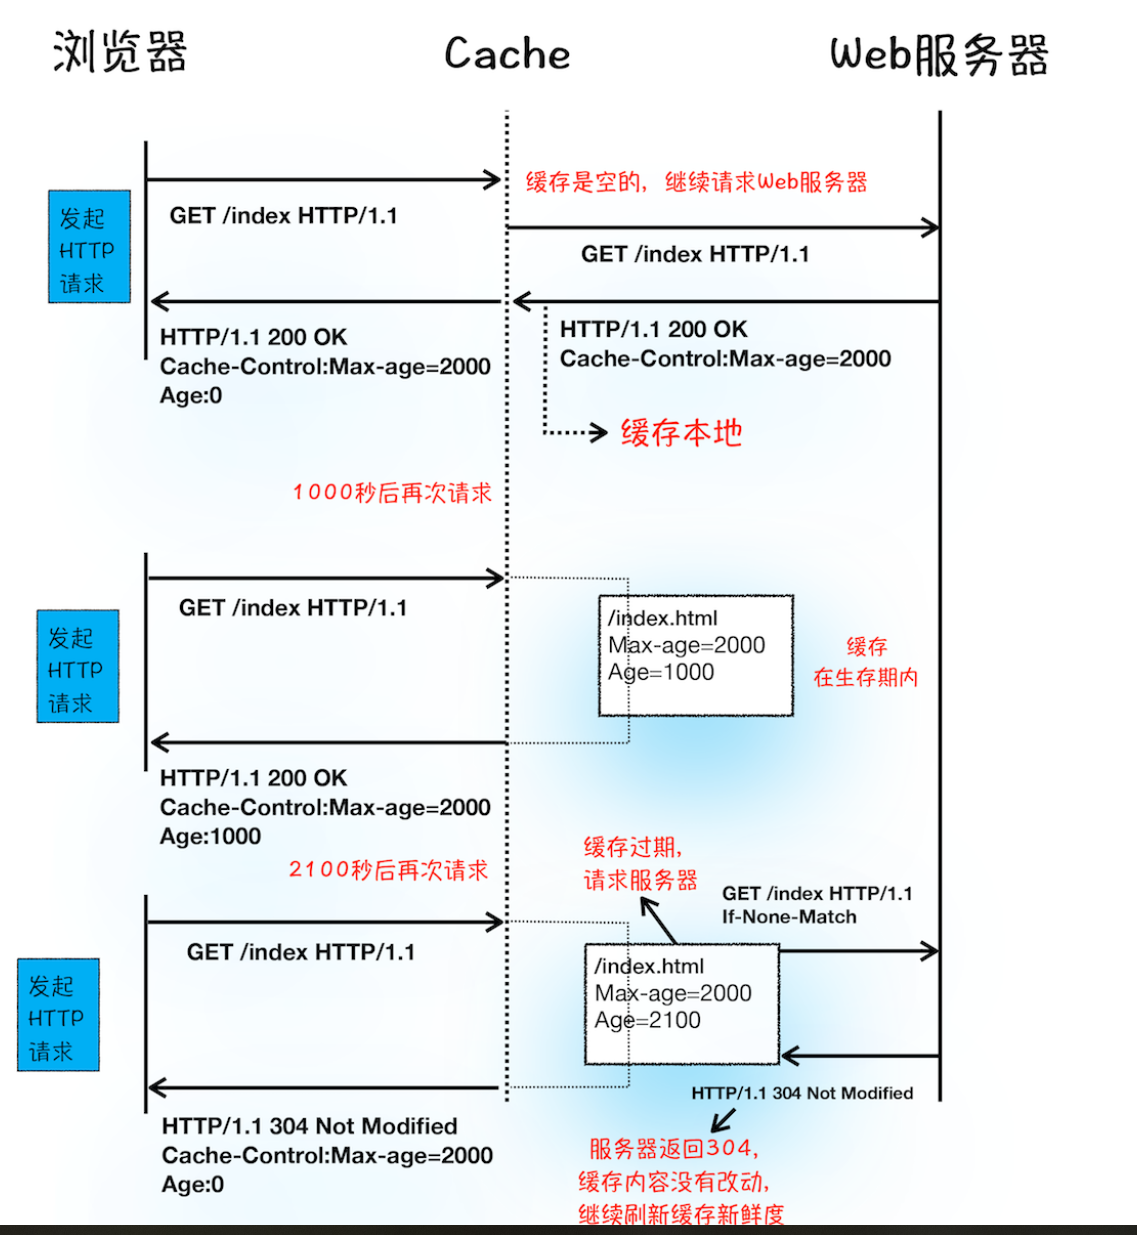 浏览器
Cache
Web服务器
发起
HTTP
请求
GET /index HTTP/1.1
缓存是空的，继续请求Web服务器
GET /index HTTP/1.1
HTTP/1.1 200 OK
Cache-Control:Max-age=2000
Age:0
HTTP/1.1 200 OK
Cache-Control:Max-age=2000
缓存本地
1000秒后再次请求
发起
HTTP
请求
GET /index HTTP/1.1
/index.html
Max-age=2000
Age=1000
缓存
在生存期内
HTTP/1.1 200 OK
Cache-Control:Max-age=2000
Age:1000
2100秒后再次请求
缓存过期，
请求服务器
GET /index HTTP/1.1
If-None-Match
发起
HTTP
请求
GET /index HTTP/1.1
/index.html
Max-age=2000
Age=2100
HTTP/1.1 304 Not Modified
HTTP/1.1 304 Not Modified
Cache-Control:Max-age=2000
Age:0
服务器返回304，
缓存内容没有改动，
继续刷新缓存新鲜度